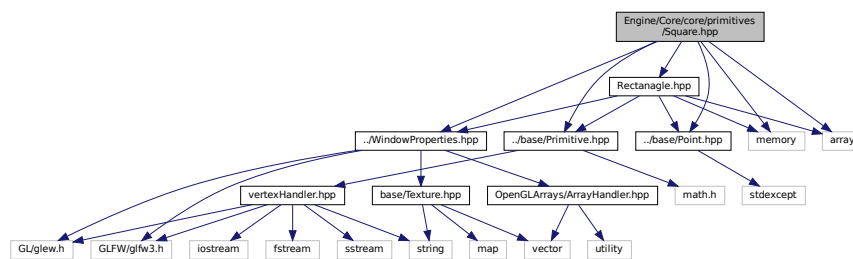 Engine/Core/core/primitives
/Square.hpp
Rectanagle.hpp
../WindowProperties.hpp
../base/Primitive.hpp
../base/Point.hpp
memory
array
vertexHandler.hpp
base/Texture.hpp
OpenGLArrays/ArrayHandler.hpp
math.h
stdexcept
GL/glew.h
GLFW/glfw3.h
iostream
fstream
sstream
string
map
vector
utility